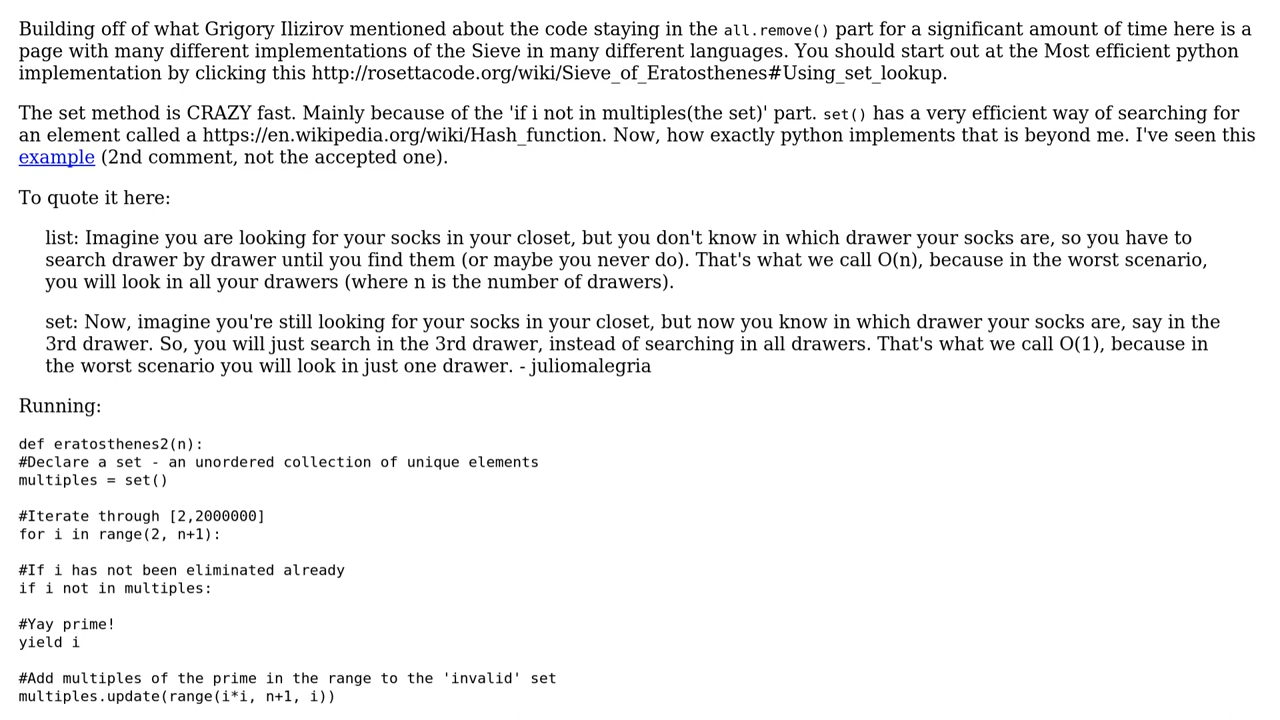 Building off of what Grigory Ilizirov mentioned about the code staying in the all.remove() part for a significant amount of time here is a
page with many different implementations of the Sieve in many different languages. You should start out at the Most efficient python
implementation by clicking this http://rosettacode.org/wiki/Sieve_of_Eratosthenes#Using_set_lookup.
The set method is CRAZY fast. Mainly because of the 'if i not in multiples(the set)' part. set() has a very efficient way of searching for
an element called a https://en.wikipedia.org/wiki/Hash_function. Now, how exactly python implements that is beyond me. I've seen this
example (2nd comment, not the accepted one).
To quote it here:
list: Imagine you are looking for your socks in your closet, but you don't know in which drawer your socks are, so you have to
search drawer by drawer until you find them (or maybe you never do). That's what we call O(n), because in the worst scenario,
you will look in all your drawers (where n is the number of drawers).
set: Now, imagine you're still looking for your socks in your closet, but now you know in which drawer your socks are, say in the
3rd drawer. So, you will just search in the 3rd drawer, instead of searching in all drawers. That's what we call O(1), because in
the worst scenario you will look in just one drawer. - juliomalegria
Running:
def eratosthenes2(n):
#Declare a set - an unordered collection of unique elements
multiples = set()
#Iterate through [2,2000000]
for i in range(2, n+1):
#If i has not been eliminated already
if i not in multiples:
#Yay prime!
yield i
#Add multiples of the prime in the range to the 'invalid' set
multiples.update(range(i*i, n+1, i))